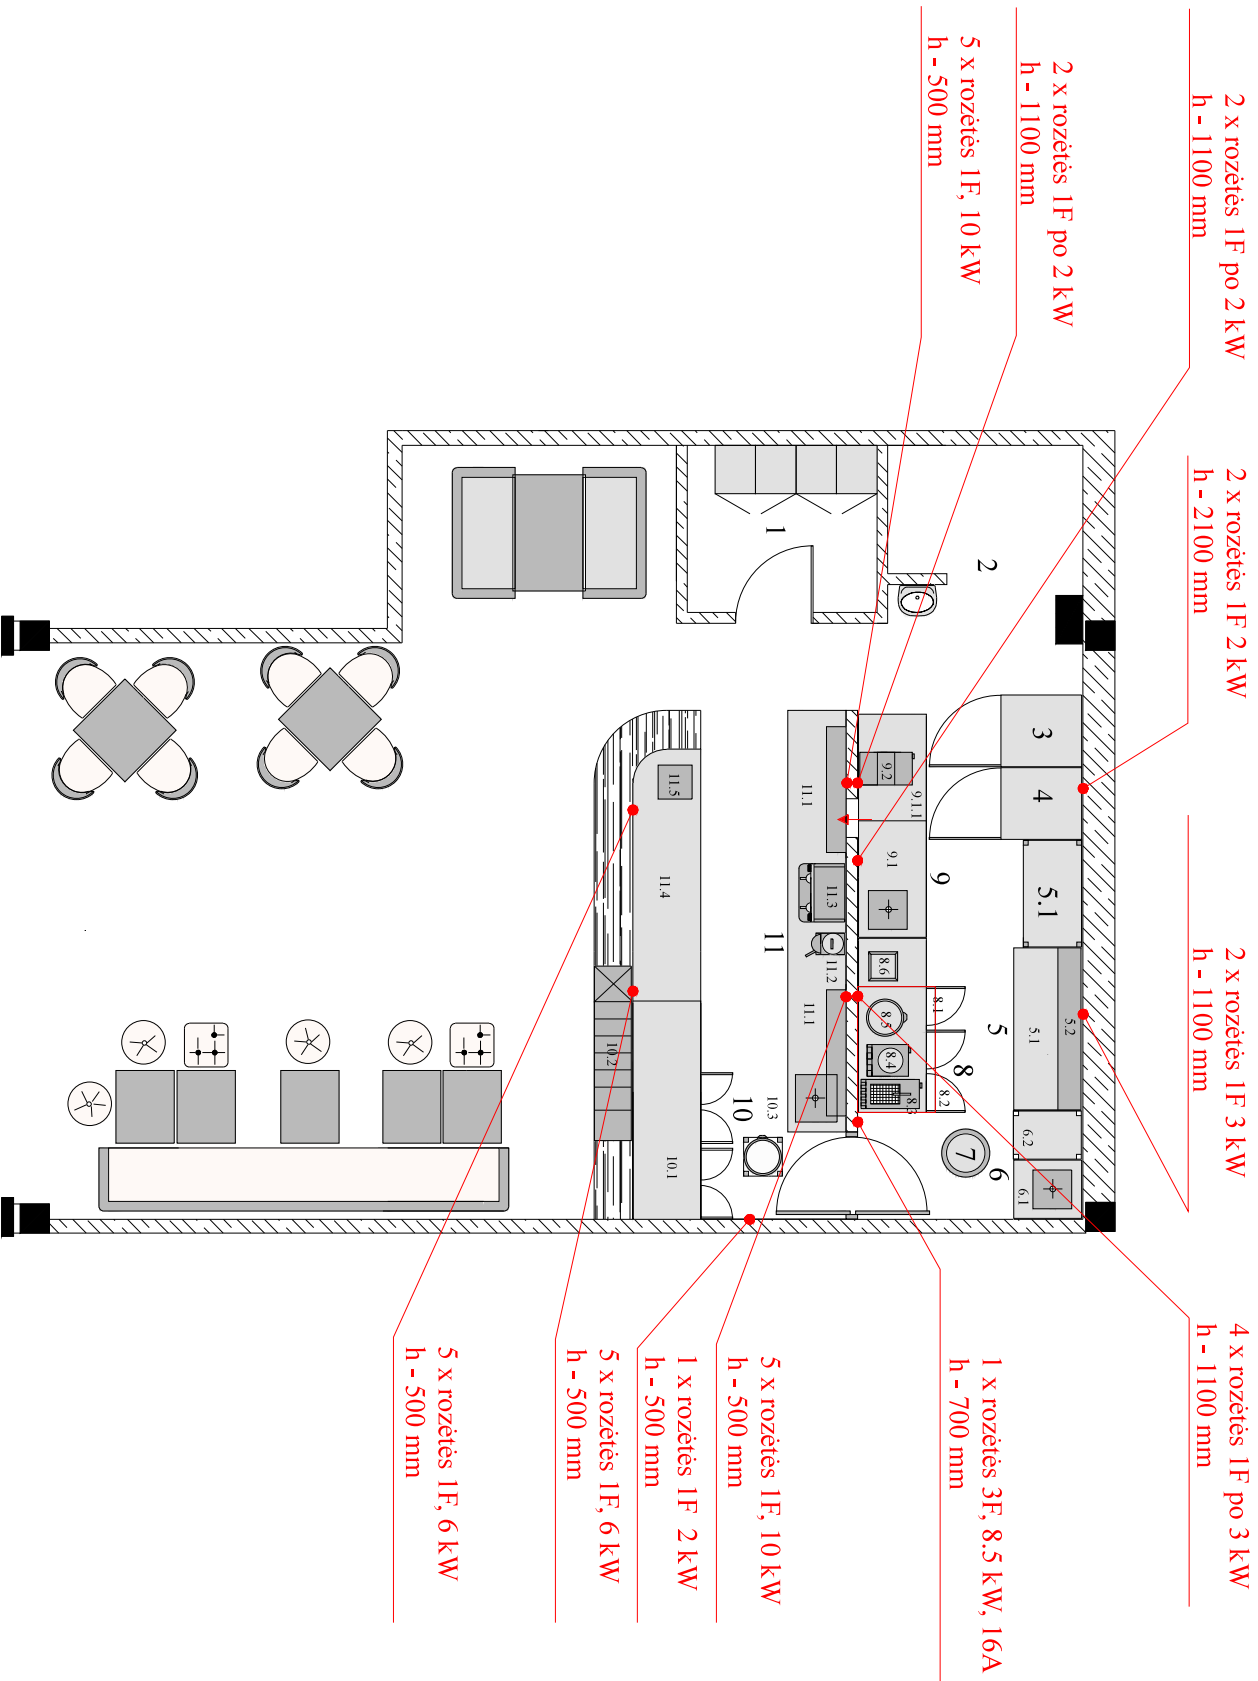 2 x rozėtės 1F po 2 kW
h - 1100 mm
2 x rozėtės 1F 2 kW
h - 2100 mm
2 x rozėtės 1F 3 kW
h - 1100 mm
4 x rozėtės 1F po 3 kW
h - 1100 mm
2 x rozėtės 1F po 2 kW
h - 1100 mm
5 x rozėtės 1F, 10 kW
h - 500 mm
1
2
3
4
5.1
5.2
5.1
5
6.2
6.1
6
7
8
8.1
8.2
8.3
8.4
8.5
8.6
9
9.1
9.1.1
9.2
11.1
11.3
11.2
11.1
11
10.3
10
11.5
11.4
10.1
10.2
1 x rozėtės 3F, 8.5 kW, 16A
h - 700 mm
5 x rozėtės 1F, 10 kW
h - 500 mm
1 x rozėtės 1F 2 kW
h - 500 mm
5 x rozėtės 1F, 6 kW
h - 500 mm
5 x rozėtės 1F, 6 kW
h - 500 mm